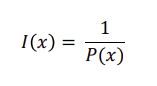 I(x) = 1 / P(x)